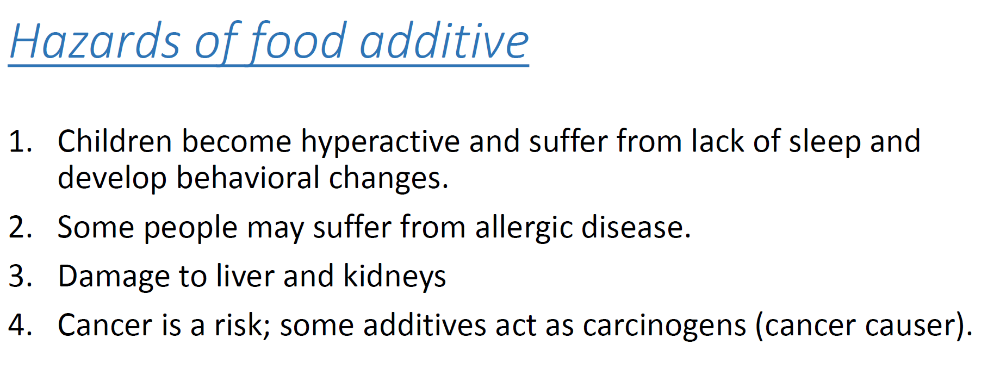 Hazards of food additive
1. Children become hyperactive and suffer from lack of sleep and
develop behavioral changes.
2. Some people may suffer from allergic disease.
3. Damage to liver and kidneys
4. Cancer is a risk; some additives act as carcinogens (cancer causer).